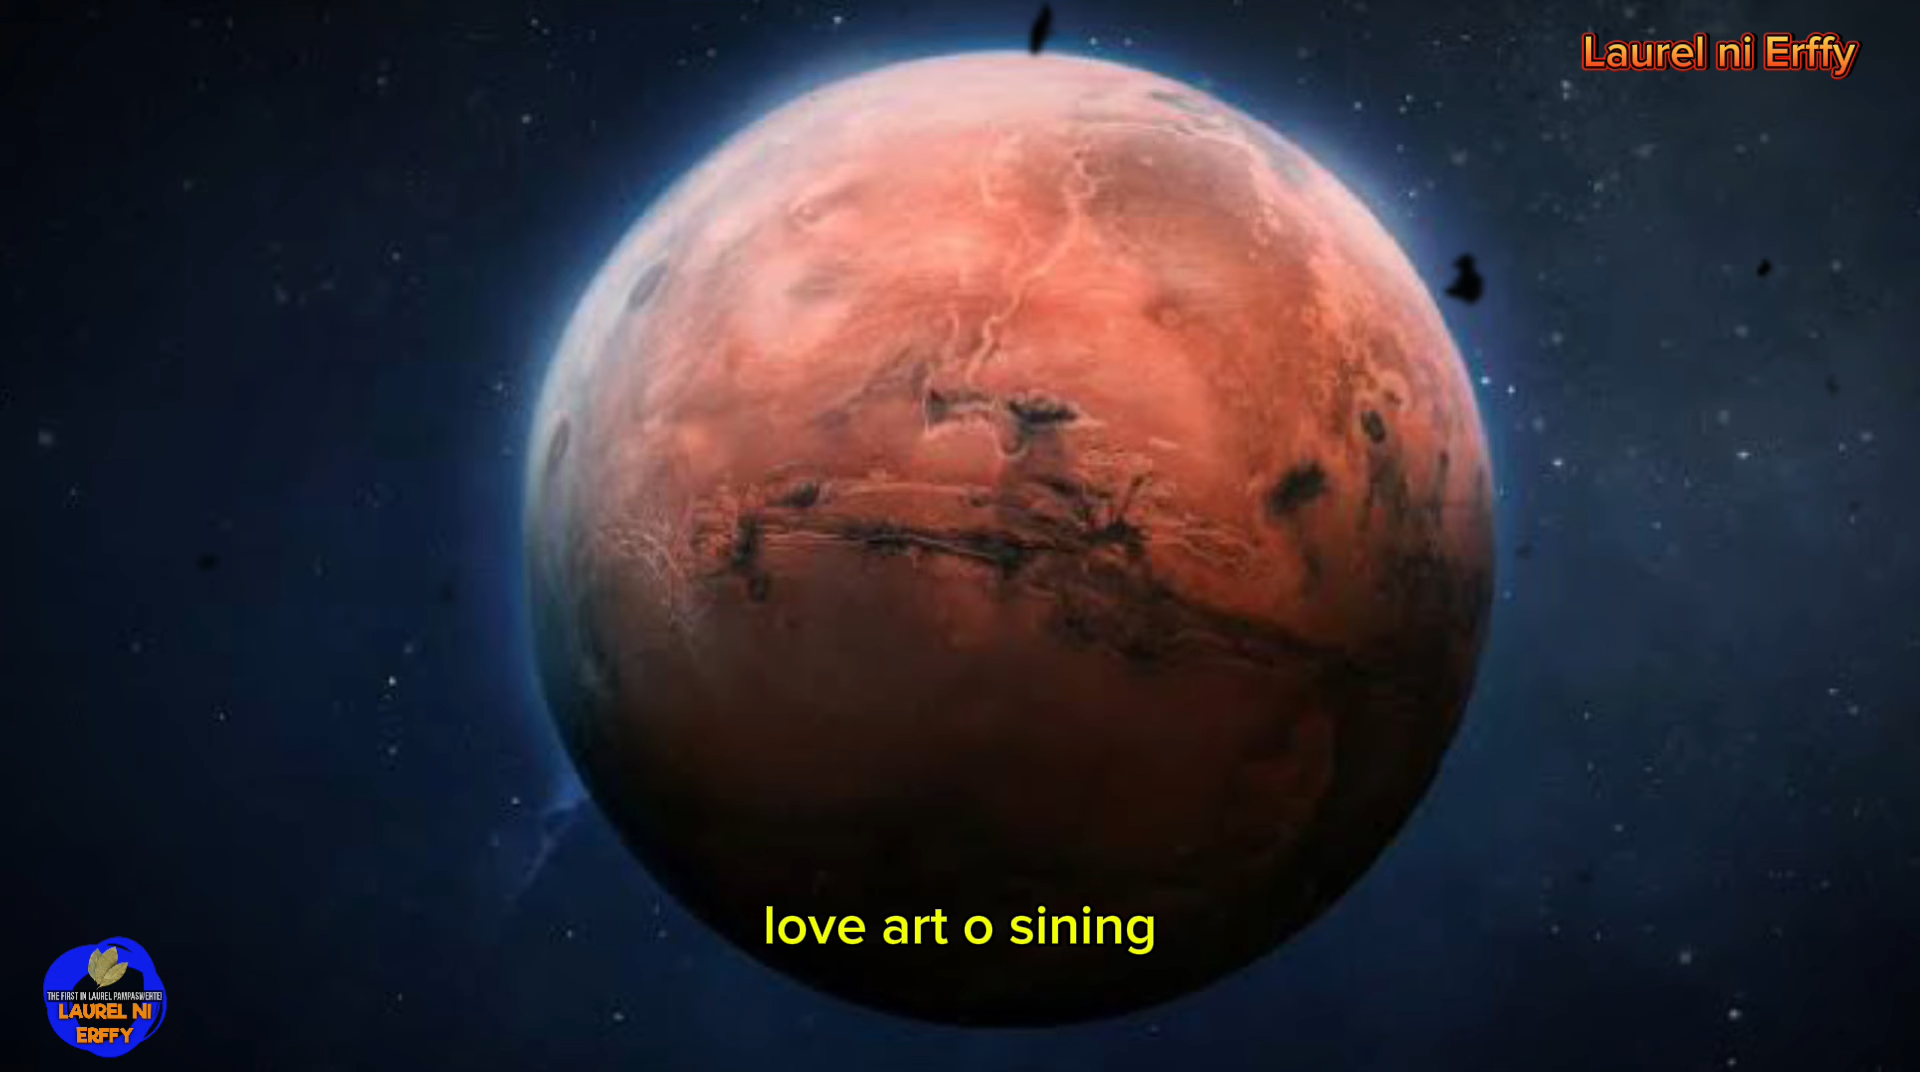 Laurel ni Erffy
love art o sining
THE FIRST IN LAUREL PAMPASWERTE!
LAUREL NI
ERFFY